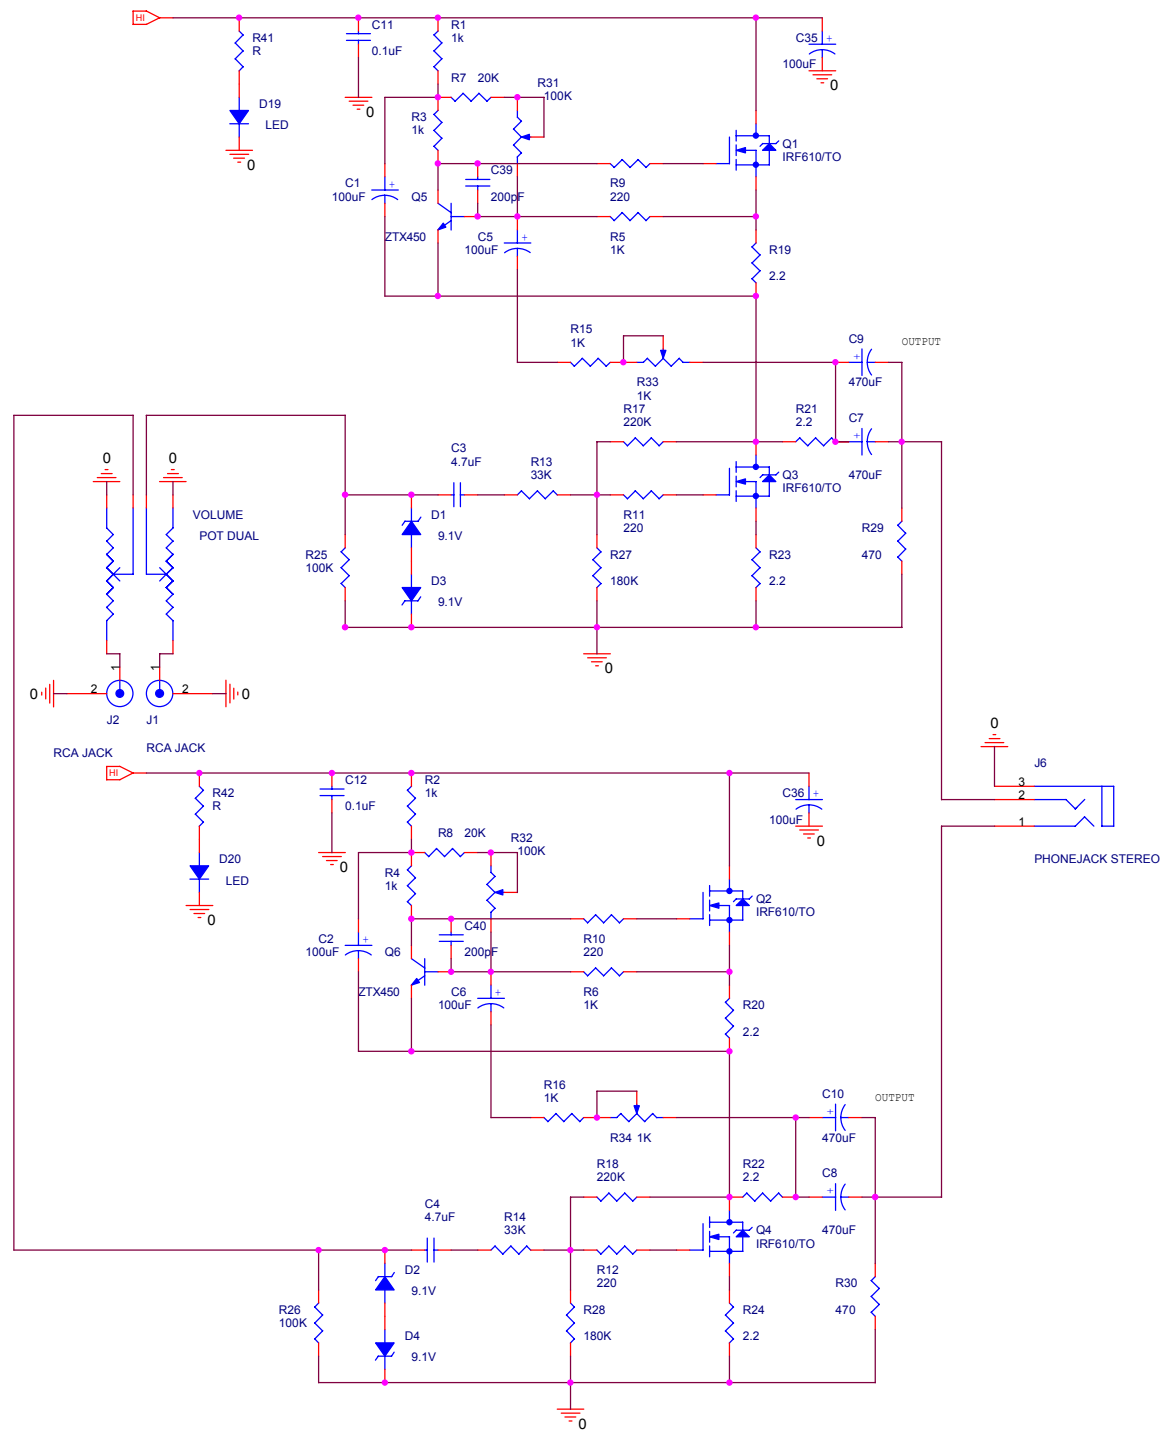 HI
R41
R
D19
LED
0
C11
0.1uF
0
R1
1k
R7 20K
R31
100K
R3
1k
C35
100uF
0
Q1
IRF610/TO
C39
200pF
R9
220
C1
100uF
Q5
ZTX450
C5
100uF
R5
1K
R19
2.2
R15
1K
R33
1K
C9
470uF
OUTPUT
R17
220K
R21
2.2
C7
470uF
C3
4.7uF
R13
33K
Q3
IRF610/TO
R11
220
0
0
VOLUME
POT DUAL
D1
9.1V
R25
100K
D3
9.1V
R27
180K
R23
2.2
R29
470
0
1
1
0
2
2
0
J2
J1
RCA JACK
RCA JACK
HI
R42
R
D20
LED
0
C12
0.1uF
0
R2
1k
R8 20K
R32
100K
R4
1k
C36
100uF
0
0
J6
3
2
1
PHONEJACK STEREO
Q2
IRF610/TO
C40
200pF
R10
220
C2
100uF
Q6
ZTX450
C6
100uF
R6
1K
R20
2.2
R16
1K
R34 1K
C10
470uF
OUTPUT
R18
220K
R22
2.2
C8
470uF
C4
4.7uF
R14
33K
Q4
IRF610/TO
R12
220
D2
9.1V
R26
100K
D4
9.1V
R28
180K
R24
2.2
R30
470
0